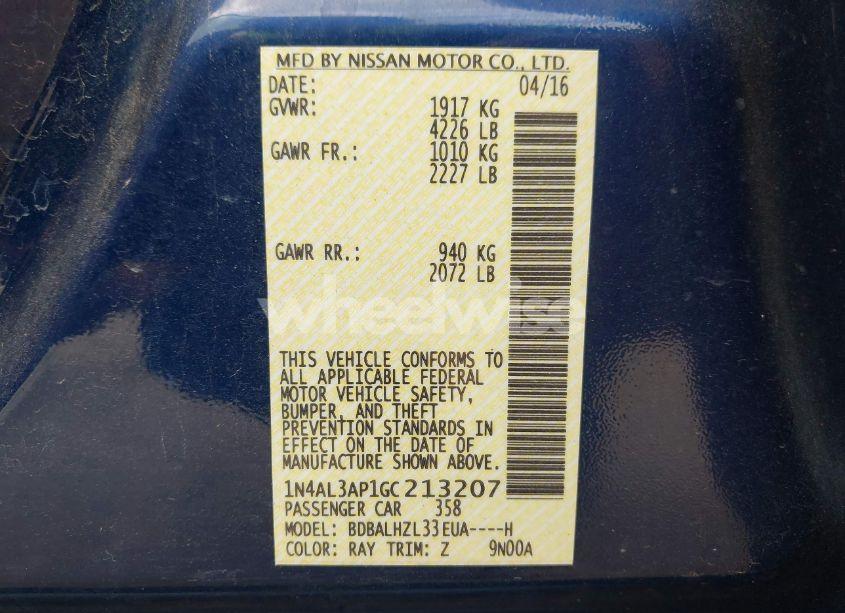 MFD BY NISSAN MOTOR CO., LTD.
DATE: 04/16
GVWR: 1917 KG
4226 LB
GAWR FR.: 1010 KG
2227 LB
GAWR RR.: 940 KG
2072 LB
wheelwise
THIS VEHICLE CONFORMS TO
ALL APPLICABLE FEDERAL
MOTOR VEHICLE SAFETY,
BUMPER, AND THEFT
PREVENTION STANDARDS IN
EFFECT ON THE DATE OF
MANUFACTURE SHOWN ABOVE.
1N4AL3AP1GC213207
PASSENGER CAR 358
MODEL: BDBALHZL33EUA----H
COLOR: RAY TRIM: Z 9N00A